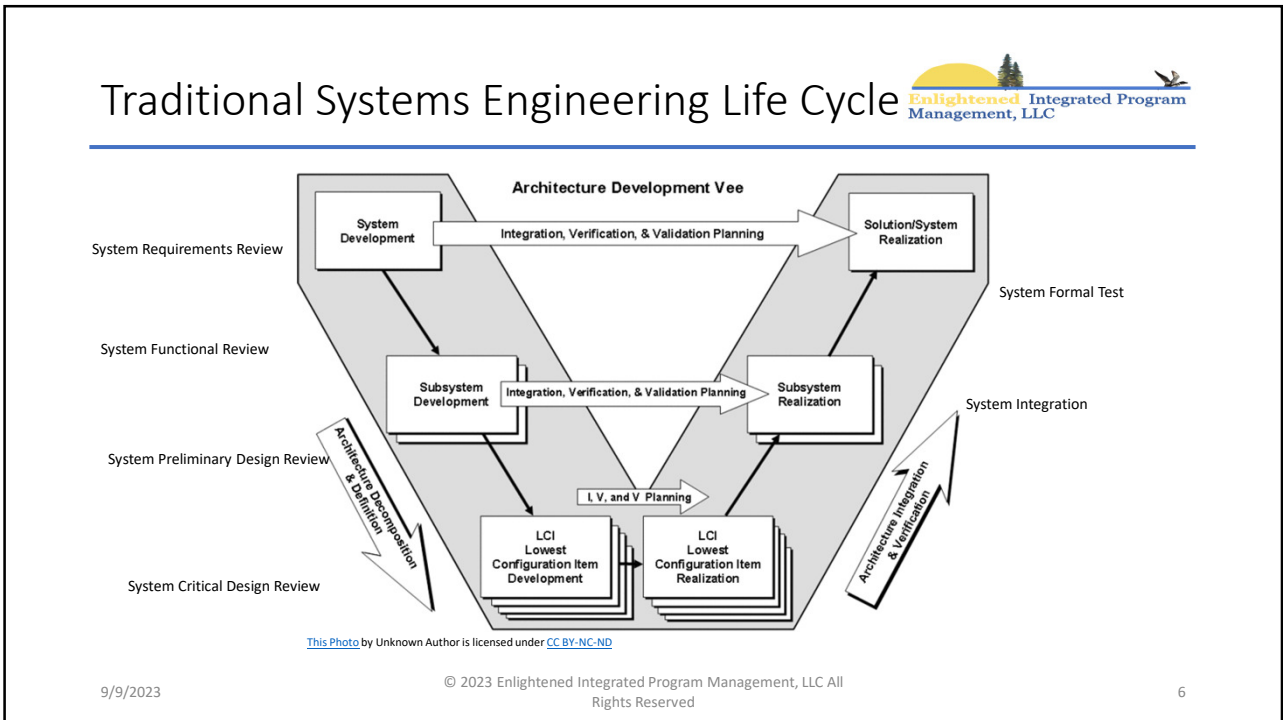 Traditional Systems Engineering Life Cycle
Enlightened Integrated Program
Management, LLC
Architecture Development Vee
System
Development
Integration, Verification, & Validation Planning
Solution/System
Realization
System Requirements Review
System Formal Test
System Functional Review
Subsystem
Development
Integration, Verification, & Validation Planning
Subsystem
Realization
System Integration
System Preliminary Design Review
Architecture Decomposition
& Definition
I, V, and V Planning
Architecture Integration
& Verification
LCI
Lowest
Configuration Item
Development
LCI
Lowest
Configuration Item
Realization
System Critical Design Review
This Photo by Unknown Author is licensed under CC BY-NC-ND
9/9/2023
© 2023 Enlightened Integrated Program Management, LLC All
Rights Reserved
6